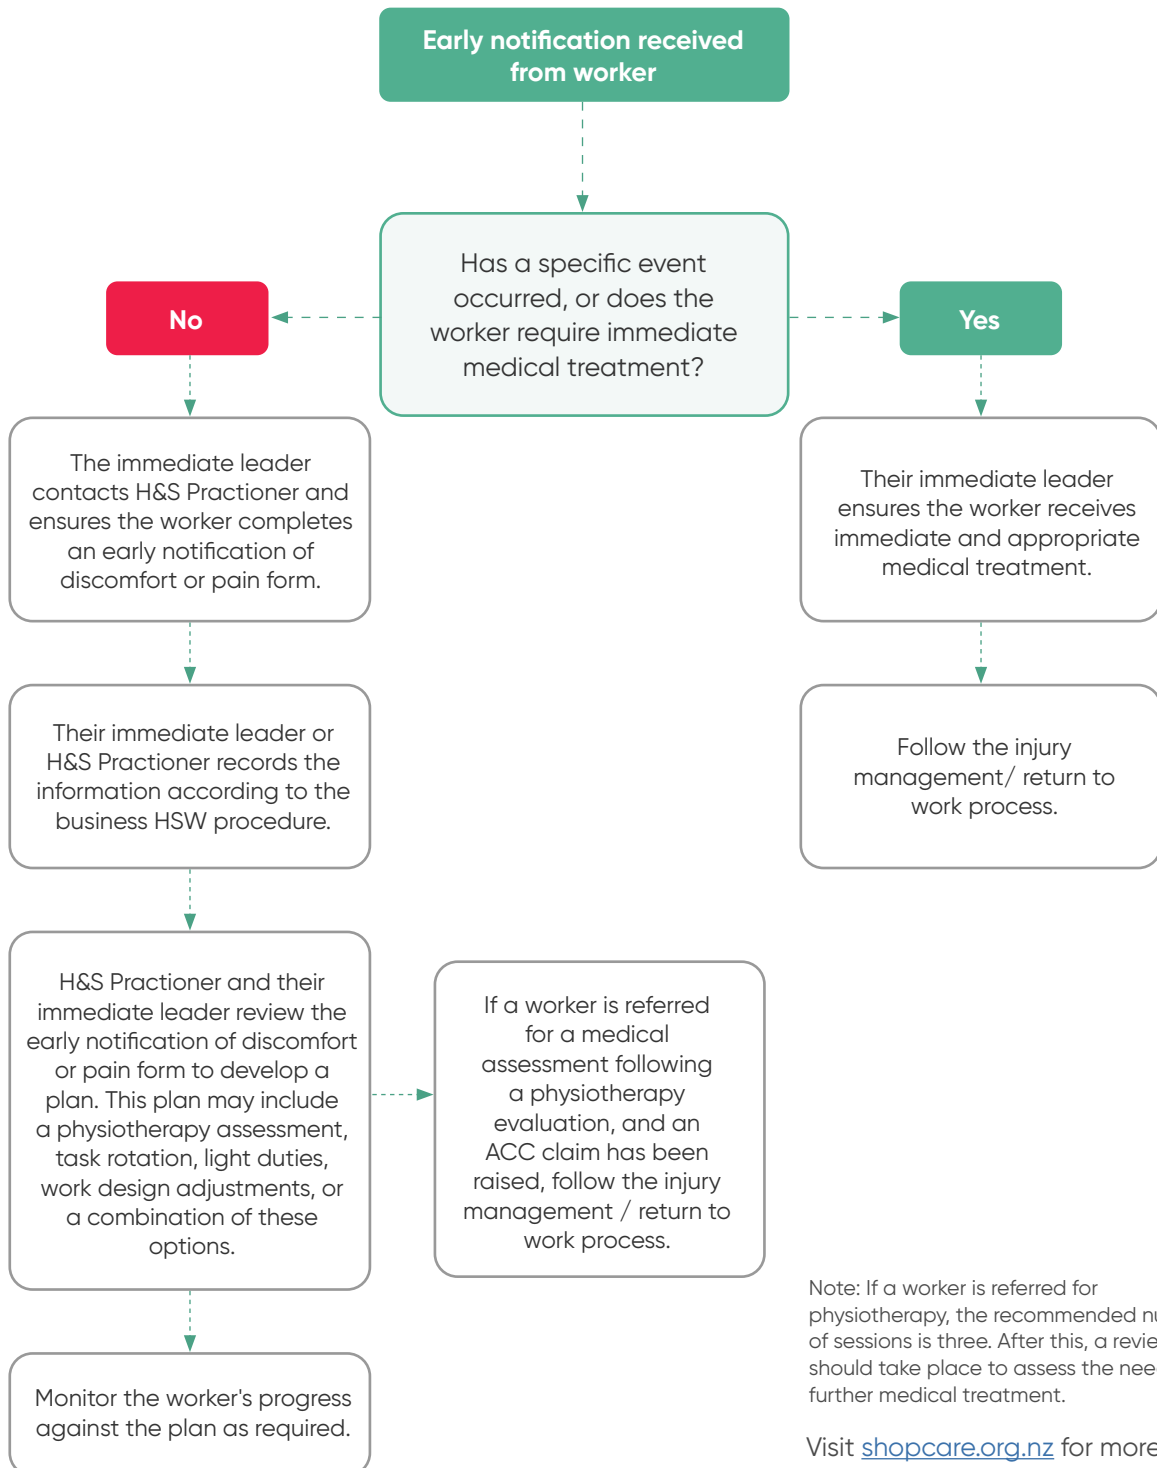 Early notification received
from worker
Has a specific event
occurred, or does the
worker require immediate
medical treatment?
No
Yes
The immediate leader
contacts H&S Practioner and
ensures the worker completes
an early notification of
discomfort or pain form.
Their immediate leader
ensures the worker receives
immediate and appropriate
medical treatment.
Their immediate leader or
H&S Practioner records the
information according to the
business HSW procedure.
Follow the injury
management/ return to
work process.
H&S Practioner and their
immediate leader review the
early notification of discomfort
or pain form to develop a
plan. This plan may include
a physiotherapy assessment,
task rotation, light duties,
work design adjustments, or
a combination of these
options.
If a worker is referred
for a medical
assessment following
a physiotherapy
evaluation, and an
ACC claim has been
raised, follow the injury
management / return to
work process.
Monitor the worker's progress
against the plan as required.
Note: If a worker is referred for
physiotherapy, the recommended
of sessions is three. After this, a
should take place to assess the
further medical treatment.
Visit shopcare.org.nz for more